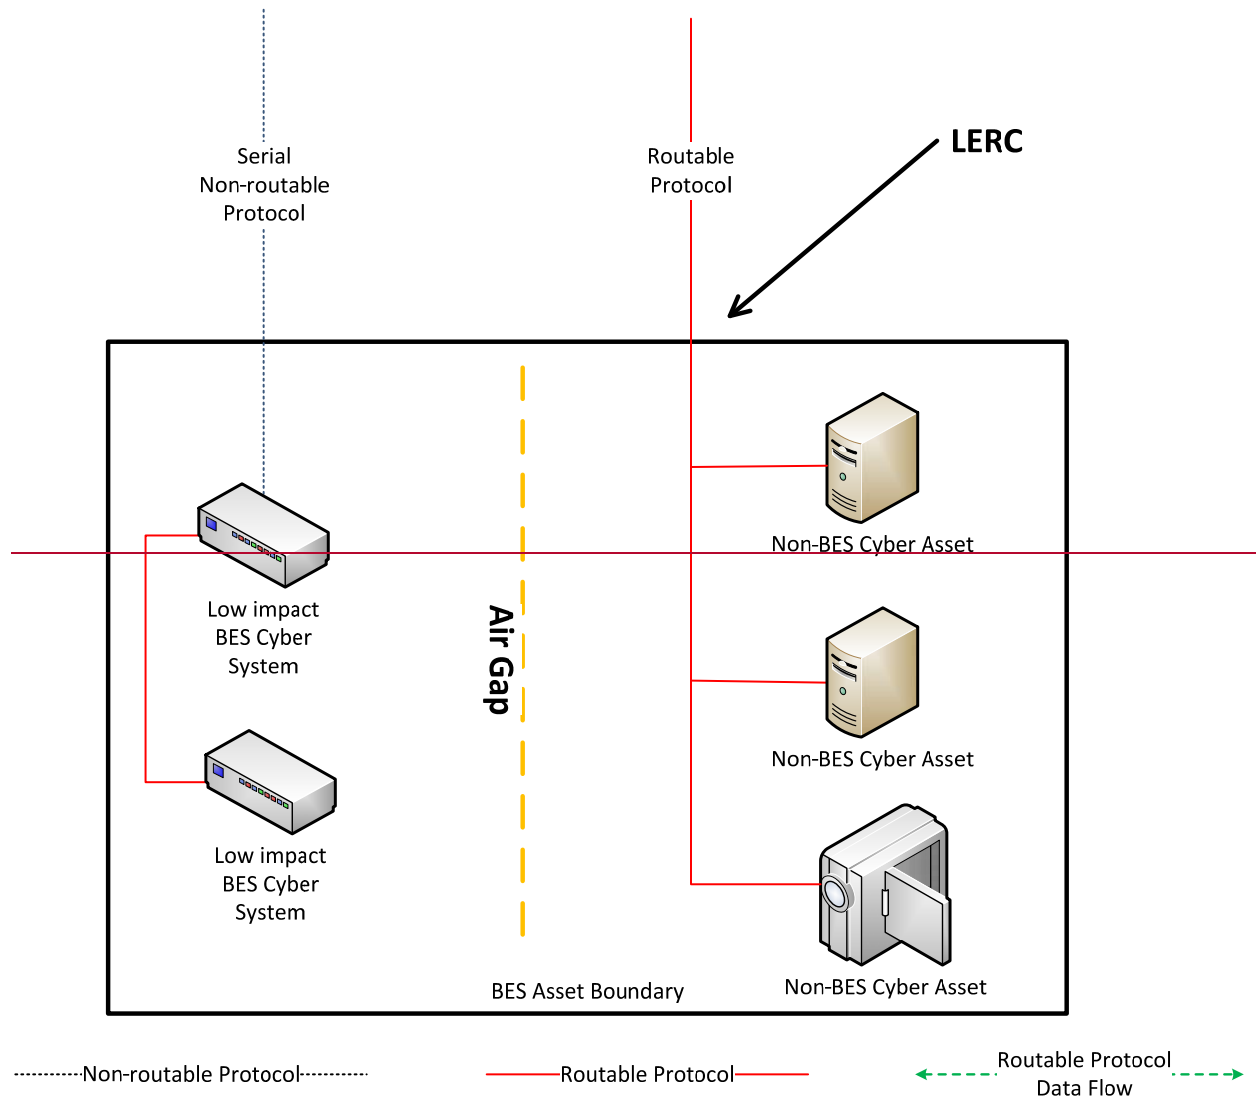 LERC
Serial
Non-routable
Protocol
Routable
Protocol
Non-BES Cyber Asset
Low impact
BES Cyber
System
Air Gap
Non-BES Cyber Asset
Low impact
BES Cyber
System
Non-BES Cyber Asset
BES Asset Boundary
Non-routable Protocol
Routable Protocol
Routable Protocol
Data Flow